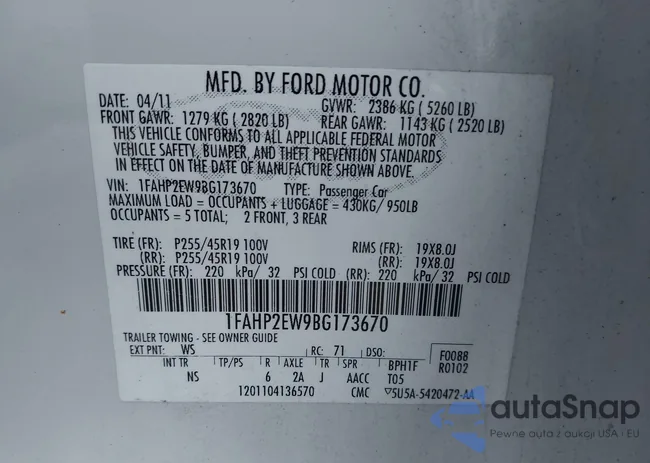 MFD. BY FORD MOTOR CO.
DATE: 04/11 GVWR: 2386 KG ( 5260 LB)
FRONT GAWR: 1279 KG ( 2820 LB) REAR GAWR: 1143 KG ( 2520 LB)
THIS VEHICLE CONFORMS TO ALL APPLICABLE FEDERAL MOTOR
VEHICLE SAFETY, BUMPER, AND THEFT PREVENTION STANDARDS
IN EFFECT ON THE DATE OF MANUFACTURE SHOWN ABOVE.
VIN: 1FAHP2EW9BG173670 TYPE: Passenger Car
MAXIMUM LOAD = OCCUPANTS + LUGGAGE = 430KG/ 950LB
OCCUPANTS = 5 TOTAL; 2 FRONT, 3 REAR
TIRE (FR): P255/45R19 100V RIMS (FR): 19X8.0J
(RR): P255/45R19 100V (RR): 19X8.0J
PRESSURE (FR): 220 kPa/ 32 PSI COLD (RR): 220 kPa/ 32 PSI COLD
1FAHP2EW9BG173670
TRAILER TOWING - SEE OWNER GUIDE
EXT PNT: WS RC: 71 DSO: F0088
INT TR TP/PS R AXLE TR SPR BPH1F R0102
NS 6 2A J AACC T05
1201104136570 CMC ▽5U5A-5420472-AA
autaSnap
Pewne auta z aukcji USA i EU